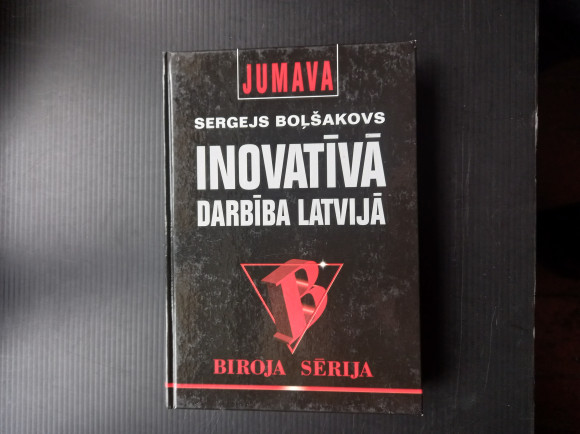 JUMAVA
SERGEJS BOĻŠAKOVS
INOVATĪVĀ
DARBĪBA LATVIJĀ
B
BIROJA SĒRIJA